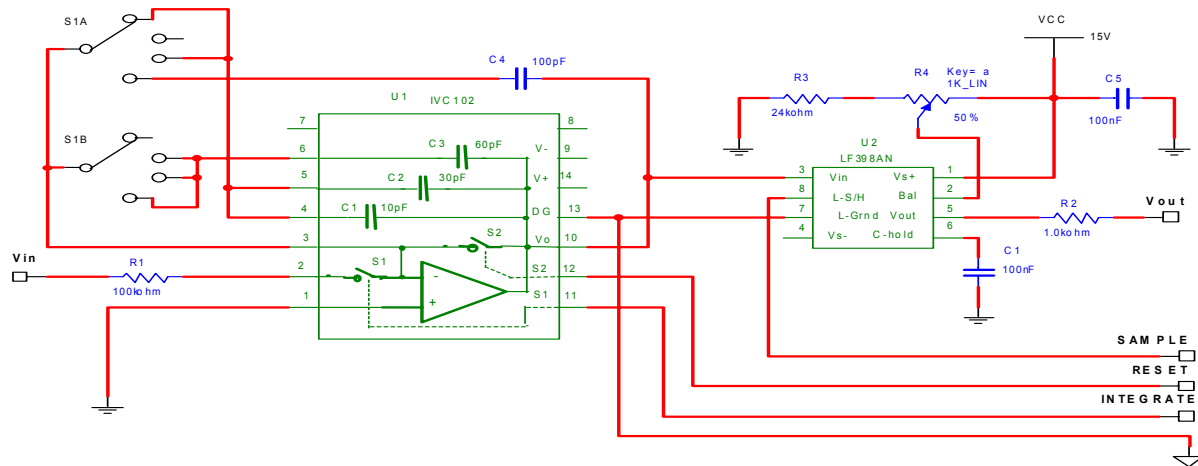 S1A
S1B
C4
100pF
U1
IVC102
7
6
5
4
3
2
1
8
9
14
13
10
12
11
C3
60pF
C2
30pF
C1
10pF
V-
V+
DG
Vo
S2
S1
S2
S1
-
+
Vin
R1
100kohm
VCC
15V
R3
24kohm
R4
Key= a
1K_LIN
50%
C5
100nF
U2
LF398AN
3
8
7
4
Vin
L-S/H
L-Grnd
Vs-
Vs+
Bal
Vout
C-hold
1
2
5
6
R2
1.0kohm
Vout
C1
100nF
SAMPLE
RESET
INTEGRATE